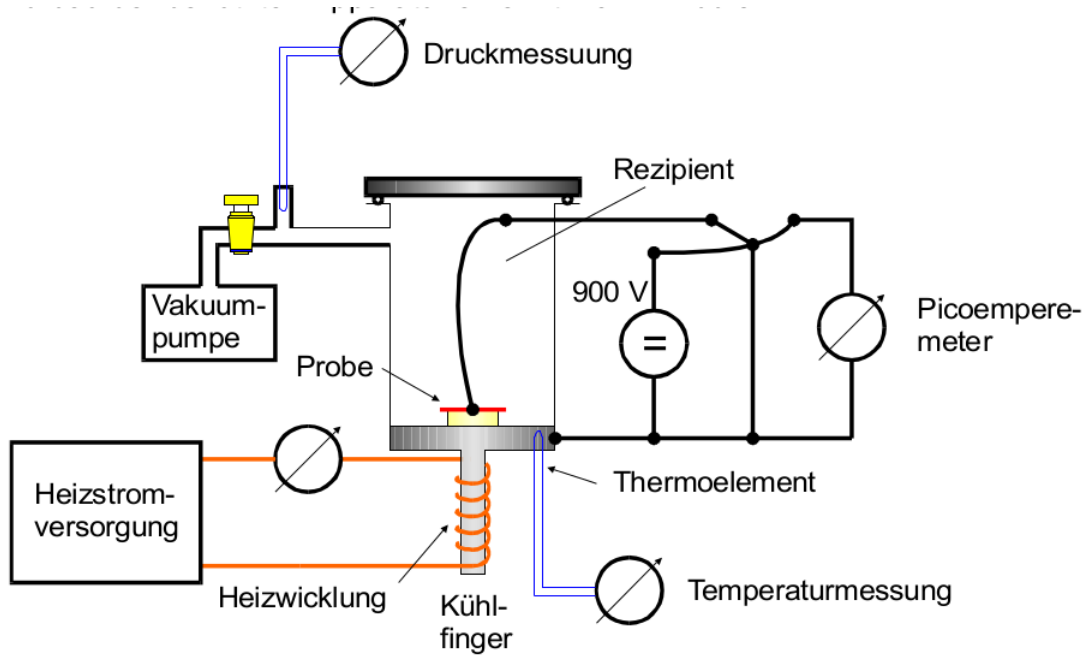 Druckmessuung
Rezipient
900 V
=
Vakuum-
pumpe
Picoempere-
meter
Probe
Heizstrom-
versorgung
Thermoelement
Heizwicklung
Kühl-
finger
Temperaturmessung